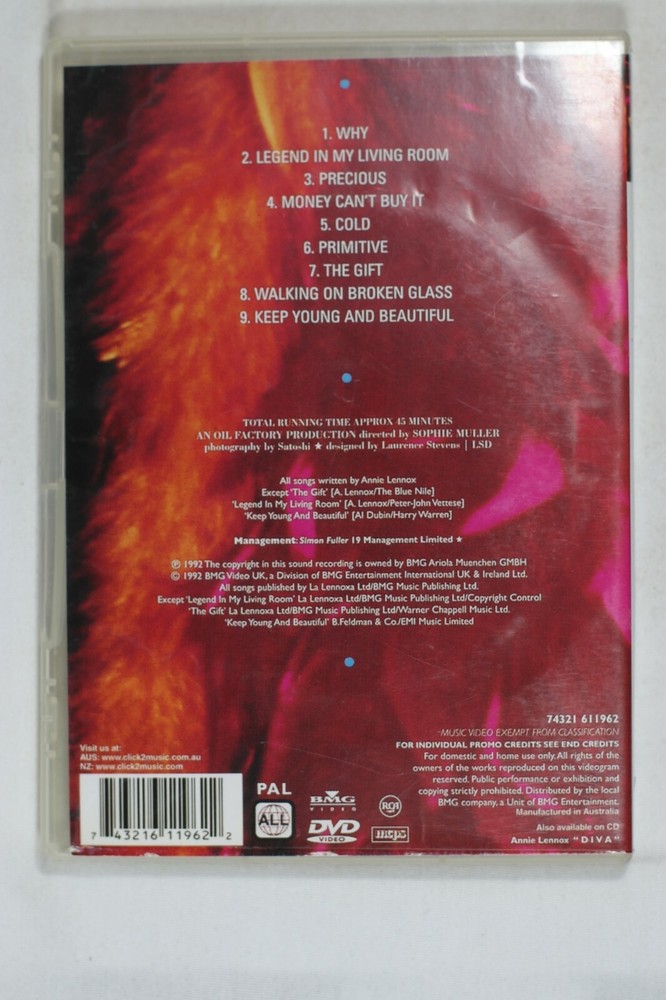 1. WHY
2. LEGEND IN MY LIVING ROOM
3. PRECIOUS
4. MONEY CAN'T BUY IT
5. COLD
6. PRIMITIVE
7. THE GIFT
8. WALKING ON BROKEN GLASS
9. KEEP YOUNG AND BEAUTIFUL
TOTAL RUNNING TIME APPROX 45 MINUTES
AN OIL FACTORY PRODUCTION directed by SOPHIE MULLER
photography by Satoshi ★ designed by Laurence Stevens | LSD
All songs written by Annie Lennox
Except 'The Gift' [A. Lennox/The Blue Nile]
'Legend In My Living Room' [A. Lennox/Peter-John Vettese]
'Keep Young And Beautiful' [Al Dubin/Harry Warren]
Management: Simon Fuller 19 Management Limited ★
℗ 1992 The copyright in this sound recording is owned by BMG Ariola Muenchen GMBH
© 1992 BMG Video UK, a Division of BMG Entertainment International UK & Ireland Ltd.
All songs published by La Lennoxa Ltd/BMG Music Publishing Ltd.
Except 'Legend In My Living Room' La Lennoxa Ltd/BMG Music Publishing Ltd/Copyright Control
'The Gift' La Lennoxa Ltd/BMG Music Publishing Ltd/Warner Chappell Music Ltd.
'Keep Young And Beautiful' B.Feldman & Co./EMI Music Limited
74321 611962
MUSIC VIDEO EXEMPT FROM CLASSIFICATION
FOR INDIVIDUAL PROMO CREDITS SEE END CREDITS
For domestic and home use only. All rights of the
owners of the works reproduced on this videogram
reserved. Public performance or exhibition and
copying strictly prohibited. Distributed by the local
BMG company, a Unit of BMG Entertainment.
Manufactured in Australia
Also available on CD
Annie Lennox "DIVA"
Visit us at:
AUS: www.click2music.com.au
NZ: www.click2music.com
7 43216 11962 2
PAL
ALL
BMG
VIDEO
DVD
VIDEO
RCA
mcps